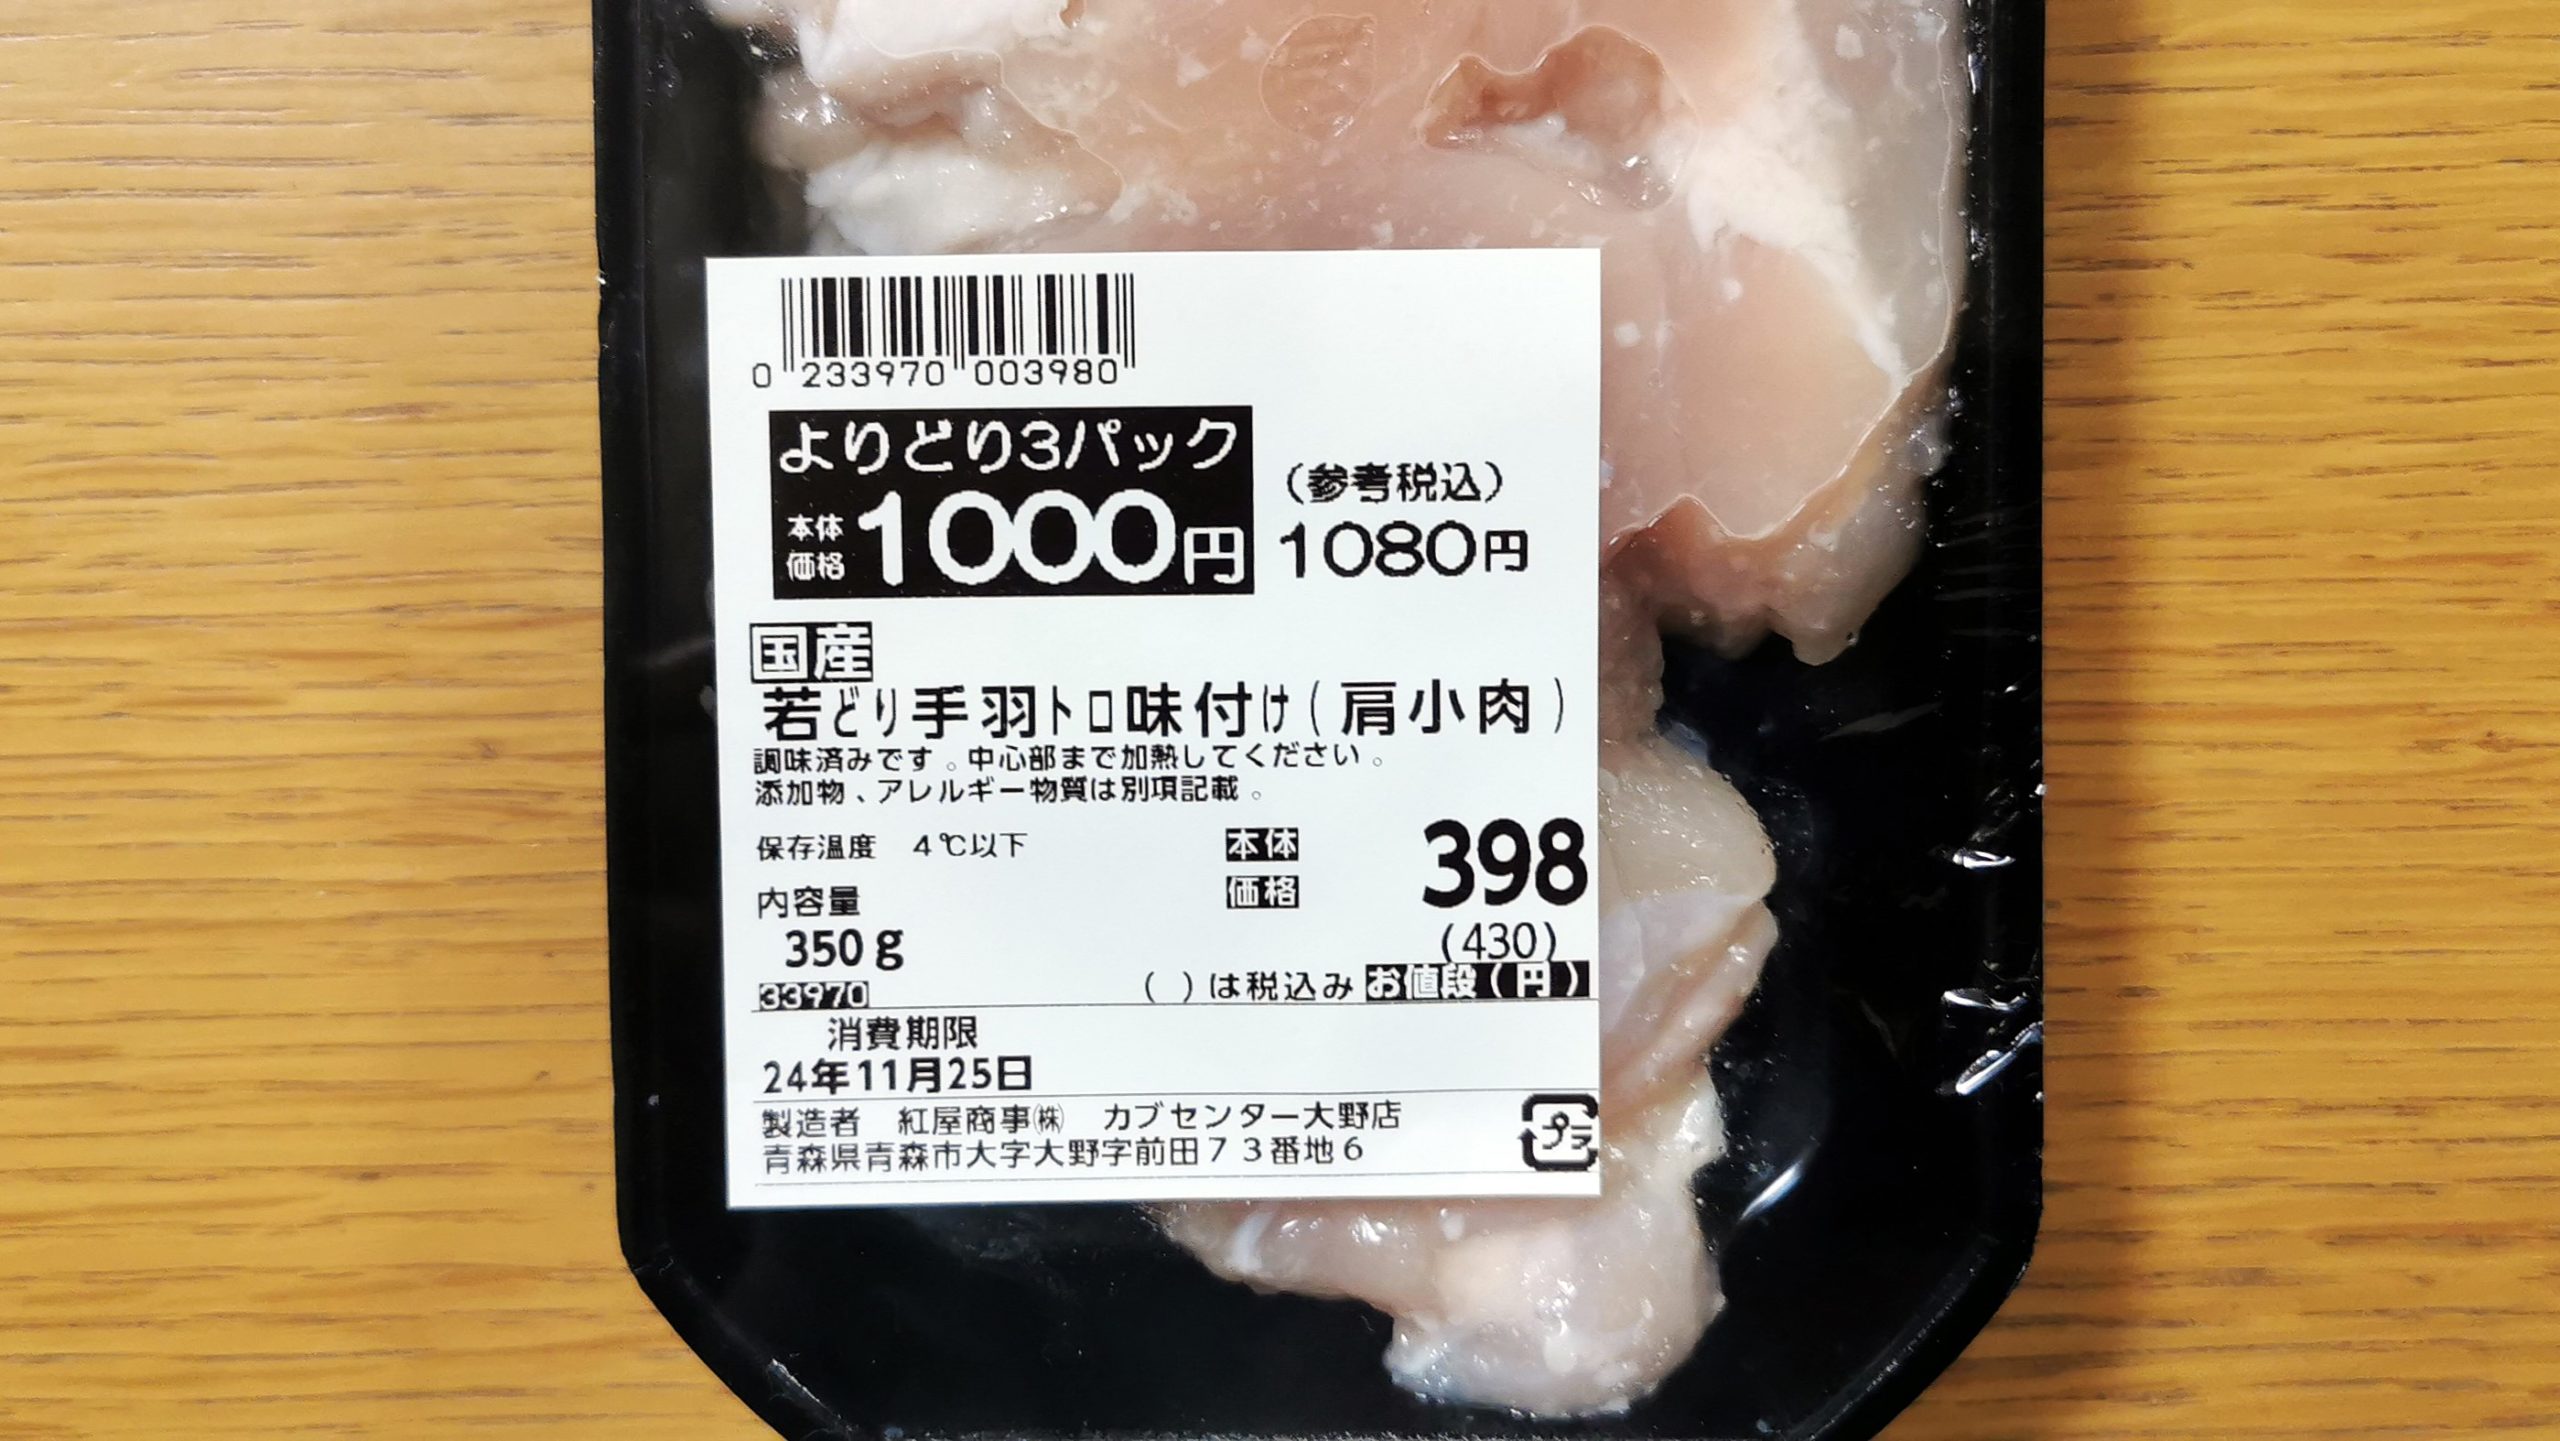 0 233970 003980
よりどり3パック
本体価格 1000円
(参考税込)
1080円
国産
若どり手羽トロ味付け(肩小肉)
調味済みです。中心部まで加熱してください。
添加物、アレルギー物質は別項記載。
保存温度 4℃以下
本体価格 398
(430)
内容量
350g
33970
( )は税込み お値段(円)
消費期限
24年11月25日
製造者 紅屋商事㈱ カブセンター大野店
青森県青森市大字大野字前田73番地6
プラ